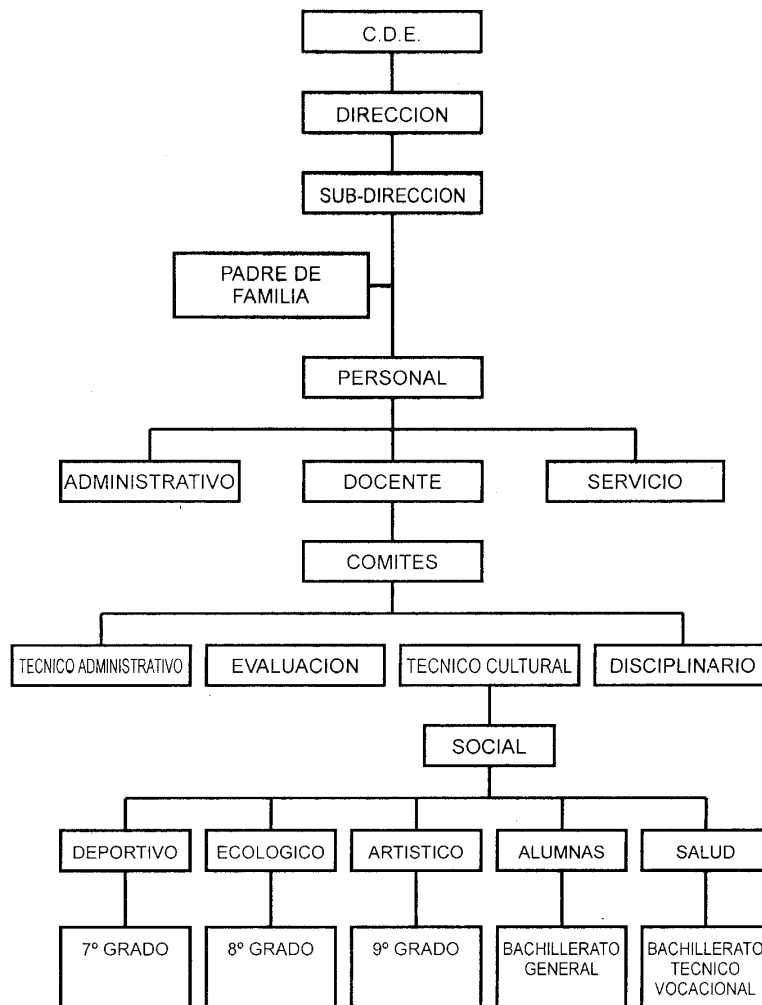 C.D.E.
DIRECCION
SUB-DIRECCION
PADRE DE
FAMILIA
PERSONAL
ADMINISTRATIVO
DOCENTE
SERVICIO
COMITES
TECNICO ADMINISTRATIVO
EVALUACION
TECNICO CULTURAL
DISCIPLINARIO
SOCIAL
DEPORTIVO
ECOLOGICO
ARTISTICO
ALUMNAS
SALUD
7º GRADO
8º GRADO
9º GRADO
BACHILLERATO
GENERAL
BACHILLERATO
TECNICO
VOCACIONAL